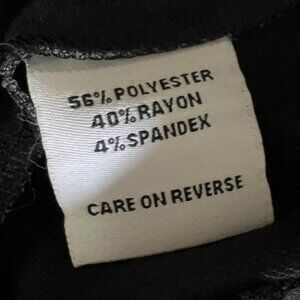 56% POLYESTER
40% RAYON
4% SPANDEX
CARE ON REVERSE